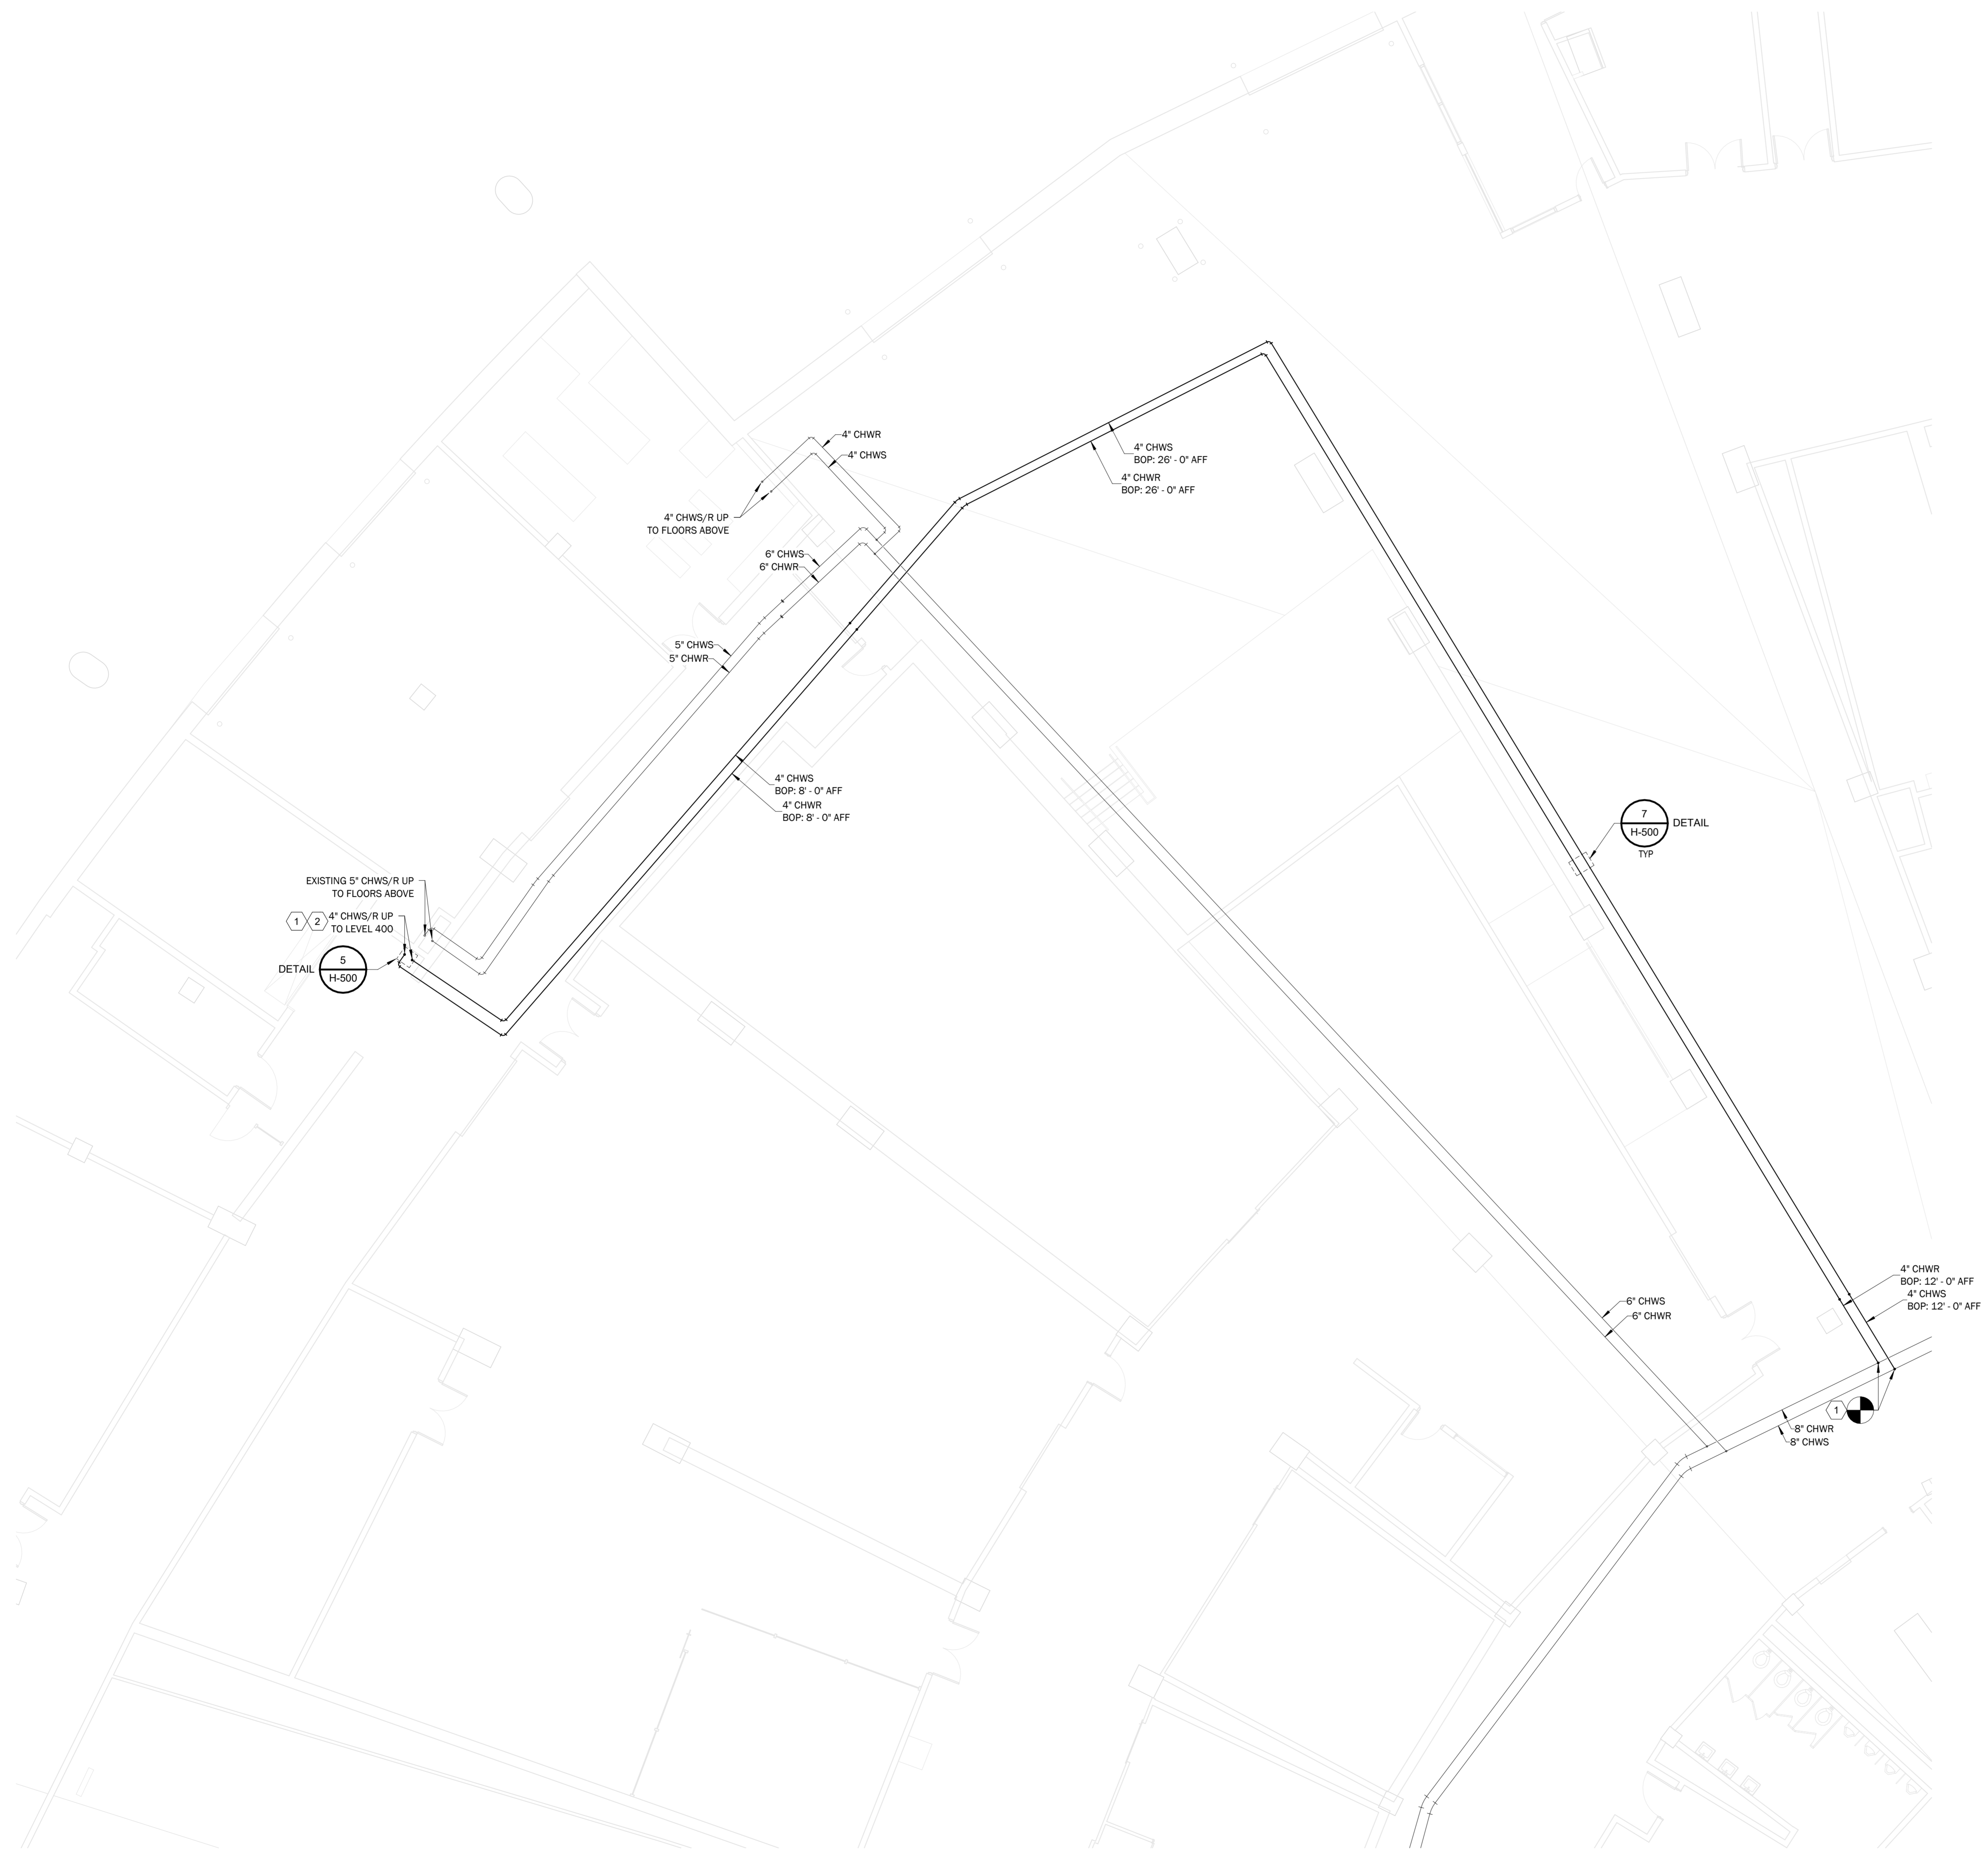 4" CHWR
4" CHWS
4" CHWS
BOP: 26' - 0" AFF
4" CHWR
BOP: 26' - 0" AFF
4" CHWS/R UP
TO FLOORS ABOVE
6" CHWS
6" CHWR
5" CHWS
5" CHWR
4" CHWS
BOP: 8' - 0" AFF
4" CHWR
BOP: 8' - 0" AFF
7
H-500
DETAIL
TYP
EXISTING 5" CHWS/R UP
TO FLOORS ABOVE
1 2 4" CHWS/R UP
TO LEVEL 400
DETAIL
5
H-500
4" CHWR
BOP: 12' - 0" AFF
4" CHWS
BOP: 12' - 0" AFF
6" CHWS
6" CHWR
1
8" CHWR
8" CHWS